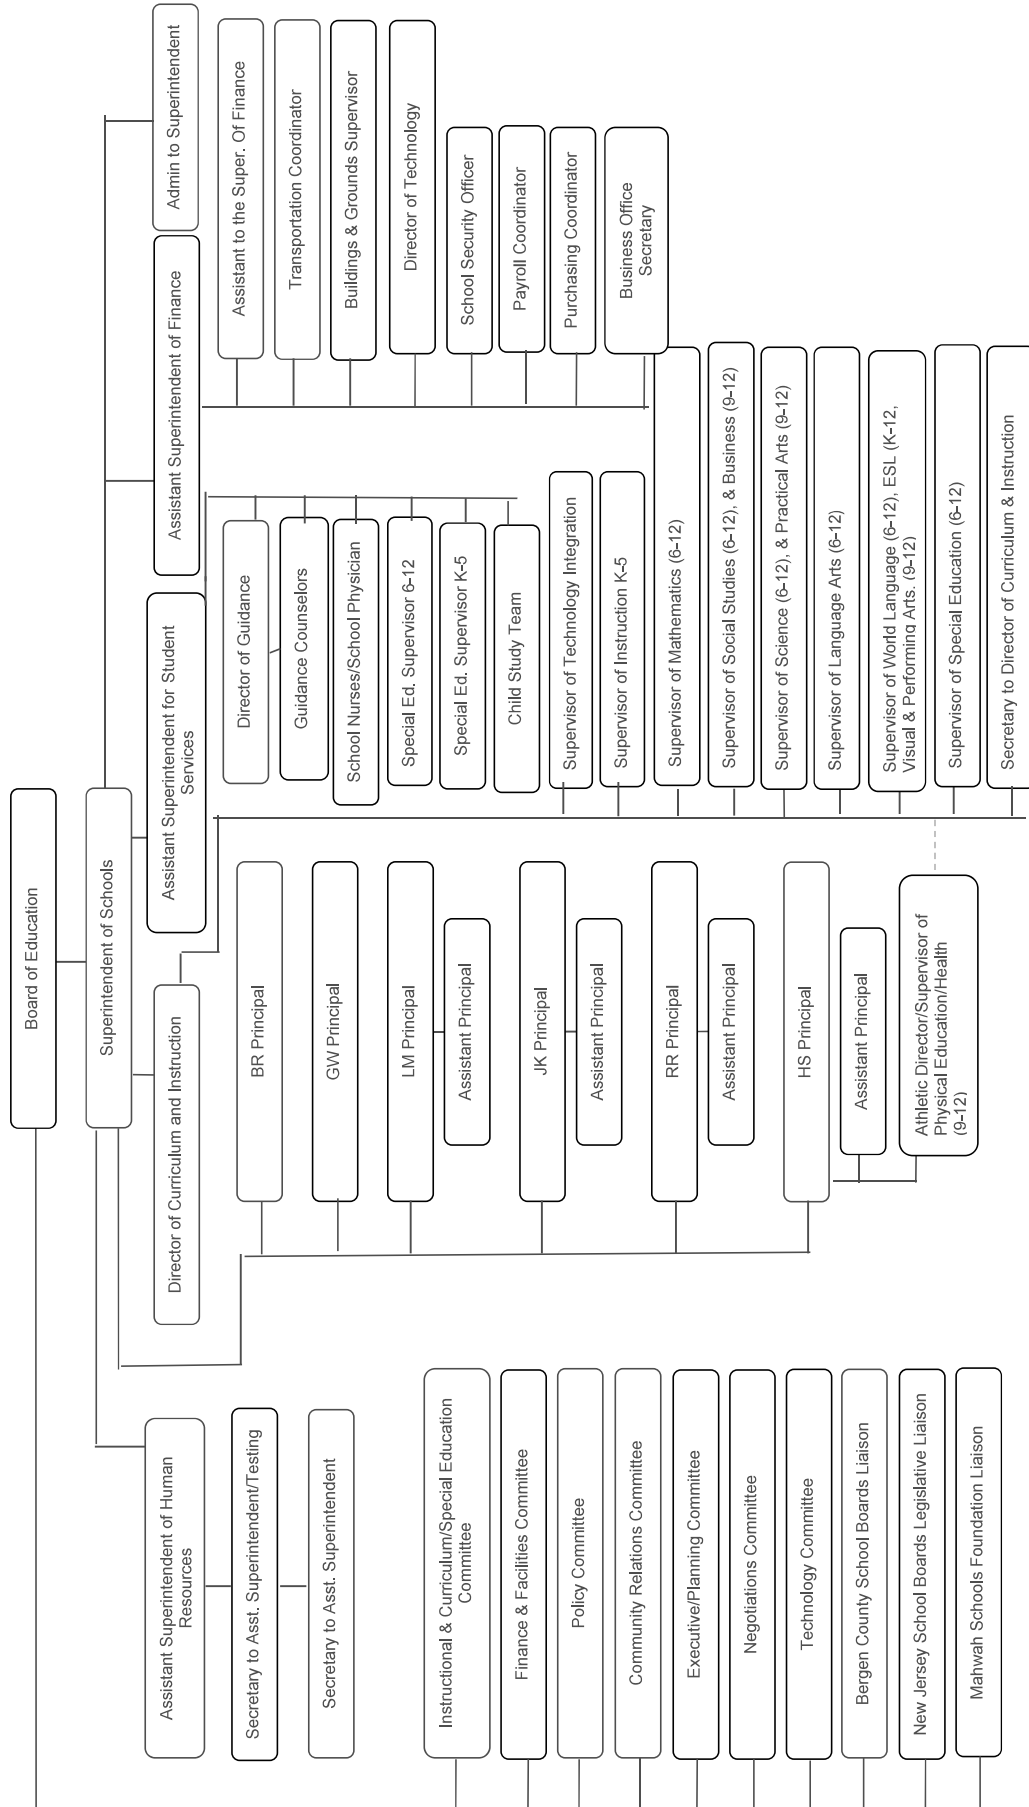 Board of Education
Superintendent of Schools
Assistant Superintendent of Human
Resources
Secretary to Asst. Superintendent/Testing
Secretary to Asst. Superintendent
Director of Curriculum and Instruction
Assistant Superintendent for Student
Services
Assistant Superintendent of Finance
Admin to Superintendent
Instructional & Curriculum/Special Education
Committee
Finance & Facilities Committee
Policy Committee
Community Relations Committee
Executive/Planning Committee
Negotiations Committee
Technology Committee
Bergen County School Boards Liaison
New Jersey School Boards Legislative Liaison
Mahwah Schools Foundation Liaison
BR Principal
GW Principal
LM Principal
Assistant Principal
JK Principal
Assistant Principal
RR Principal
Assistant Principal
HS Principal
Assistant Principal
Athletic Director/Supervisor of
Physical Education/Health
(9-12)
Director of Guidance
Guidance Counselors
School Nurses/School Physician
Special Ed. Supervisor 6-12
Special Ed. Supervisor K-5
Child Study Team
Supervisor of Technology Integration
Supervisor of Instruction K-5
Supervisor of Mathematics (6-12)
Supervisor of Social Studies (6-12), & Business (9-12)
Supervisor of Science (6-12), & Practical Arts (9-12)
Supervisor of Language Arts (6-12)
Supervisor of World Language (6-12), ESL (K-12,
Visual & Performing Arts. (9-12)
Supervisor of Special Education (6-12)
Secretary to Director of Curriculum & Instruction
Assistant to the Super. Of Finance
Transportation Coordinator
Buildings & Grounds Supervisor
Director of Technology
School Security Officer
Payroll Coordinator
Purchasing Coordinator
Business Office
Secretary